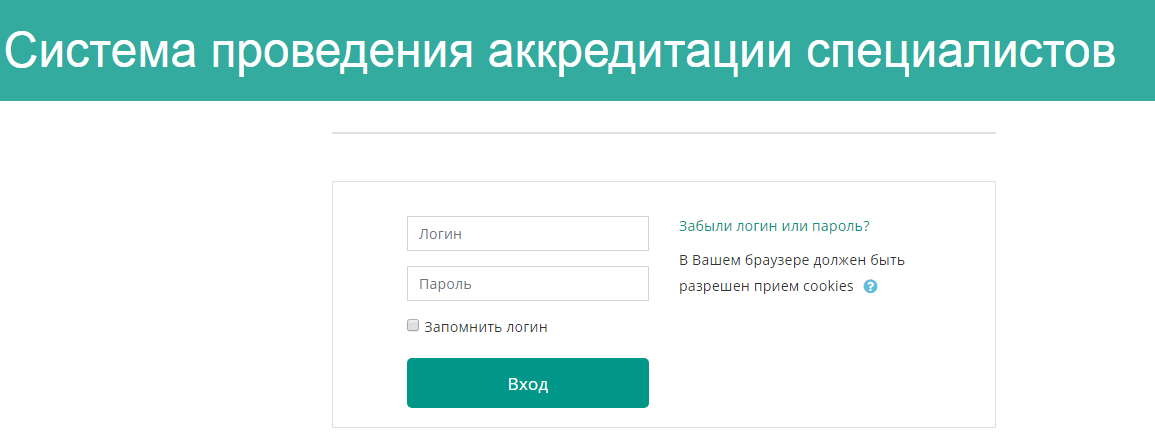 Система проведения аккредитации специалистов
Логин
Пароль
Запомнить логин
Вход
Забыли логин или пароль?
В Вашем браузере должен быть
разрешен прием cookies